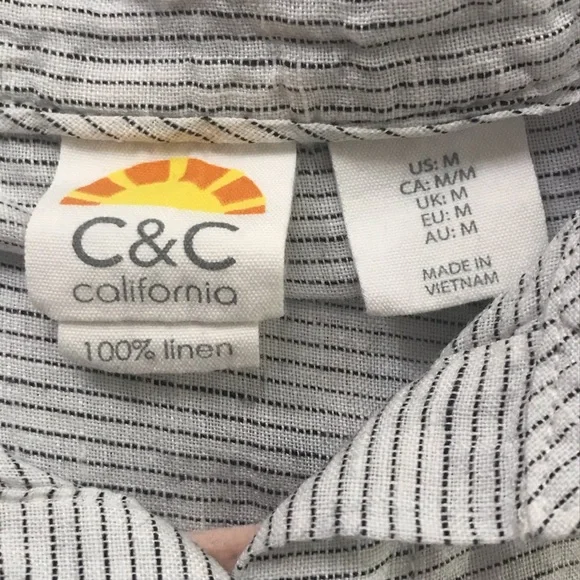 C&C
california
100% linen
US: M
CA: M/M
UK: M
EU: M
AU: M
MADE IN
VIETNAM